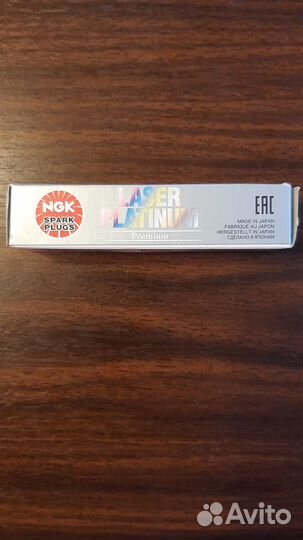 NGK
SPARK
PLUGS
LASER
PLATINUM
Premium
EAC
MADE IN JAPAN
FABRIQUE AU JAPON
HERGESTELLT IN JAPAN
СДЕЛАНО В ЯПОНИИ
Avito